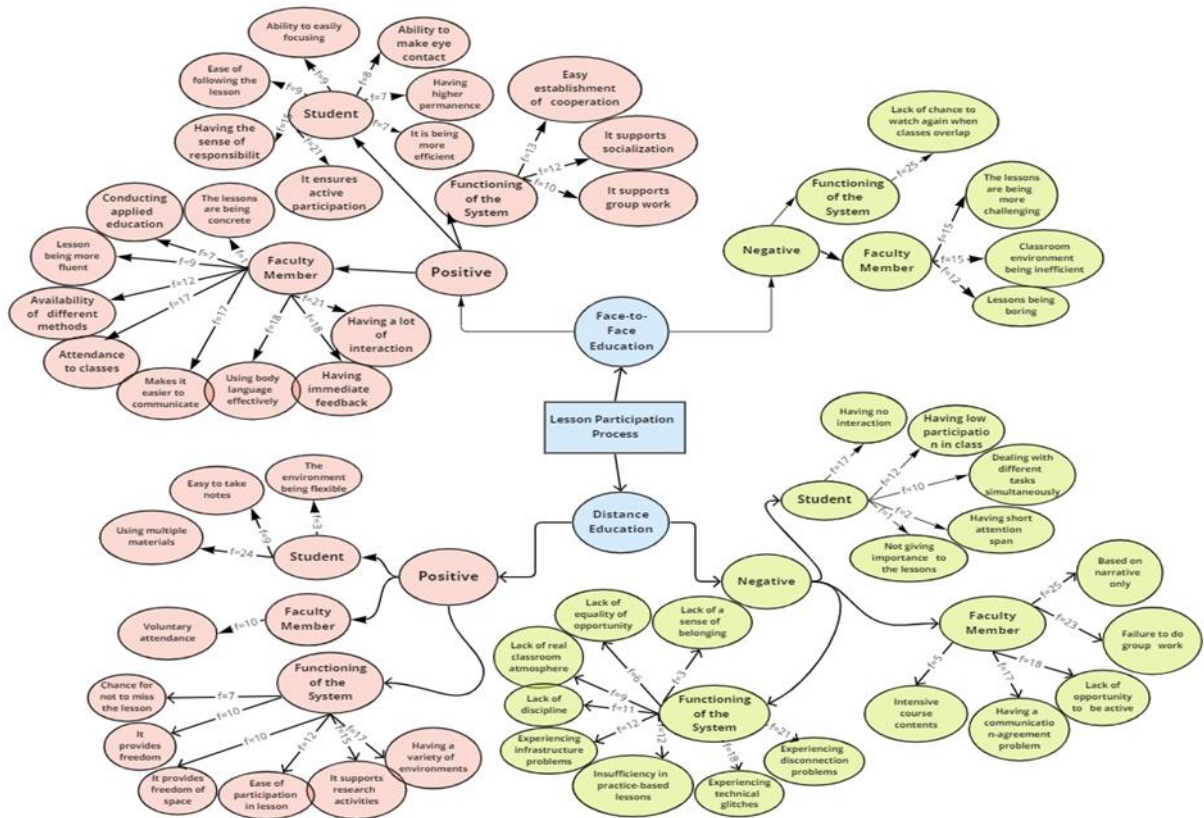 Ability to easily
focusing
Ability to
make eye
contact
Ease of
following the
lesson
Student
Having
higher
permanence
Having the
sense of
responsibilit
It is being
more
efficient
It ensures
active
participation
f=9
f=8
f=9
f=7
f=15
f=7
f=21
Easy
establishment
of cooperation
It supports
socialization
It supports
group work
Functioning of
the System
f=13
f=12
f=10
Conducting
applied
education
The lessons
are being
concrete
Lesson
being more
fluent
Faculty
Member
Positive
Availability of
different
methods
Attendance
to classes
Makes it
easier to
communicate
Using body
language
effectively
Having
immediate
feedback
Having a lot
of
interaction
f=7
f=9
f=12
f=17
f=17
f=18
f=18
f=21
Lack of chance to
watch again when
classes overlap
f=25
Functioning
of the
System
The lessons
are being
more
challenging
Negative
Faculty
Member
Classroom
environment
being inefficient
Lessons being
boring
f=15
f=15
f=12
Face-to-
Face
Education
Lesson Participation
Process
Distance
Education
The
environment
being flexible
Easy to take
notes
Using multiple
materials
Student
f=3
f=9
f=24
Positive
Voluntary
attendance
f=10
Faculty
Member
Functioning
of the
System
Chance for
not to miss
the lesson
It
provides
freedom
It provides
freedom of
space
Ease of
participation
in lesson
It supports
research
activities
Having a
variety of
environments
f=7
f=10
f=10
f=12
f=15
f=17
Having no
interaction
Having low
participatio
n in class
Dealing with
different
tasks
simultaneously
Student
Having short
attention
span
Not giving
importance to
the lessons
f=17
f=12
f=10
f=2
f=1
Negative
Based on
narrative
only
Faculty
Member
Failure to do
group work
Lack of
opportunity
to be active
Having a
communicatio
n-agreement
problem
Intensive
course
contents
f=25
f=23
f=18
f=17
f=5
Lack of
equality of
opportunity
Lack of a
sense of
belonging
Lack of real
classroom
atmosphere
Lack of
discipline
Functioning
of the
System
Experiencing
infrastructure
problems
Insufficiency in
practice-based
lessons
Experiencing
technical
glitches
Experiencing
disconnection
problems
f=6
f=3
f=9
f=11
f=12
f=12
f=18